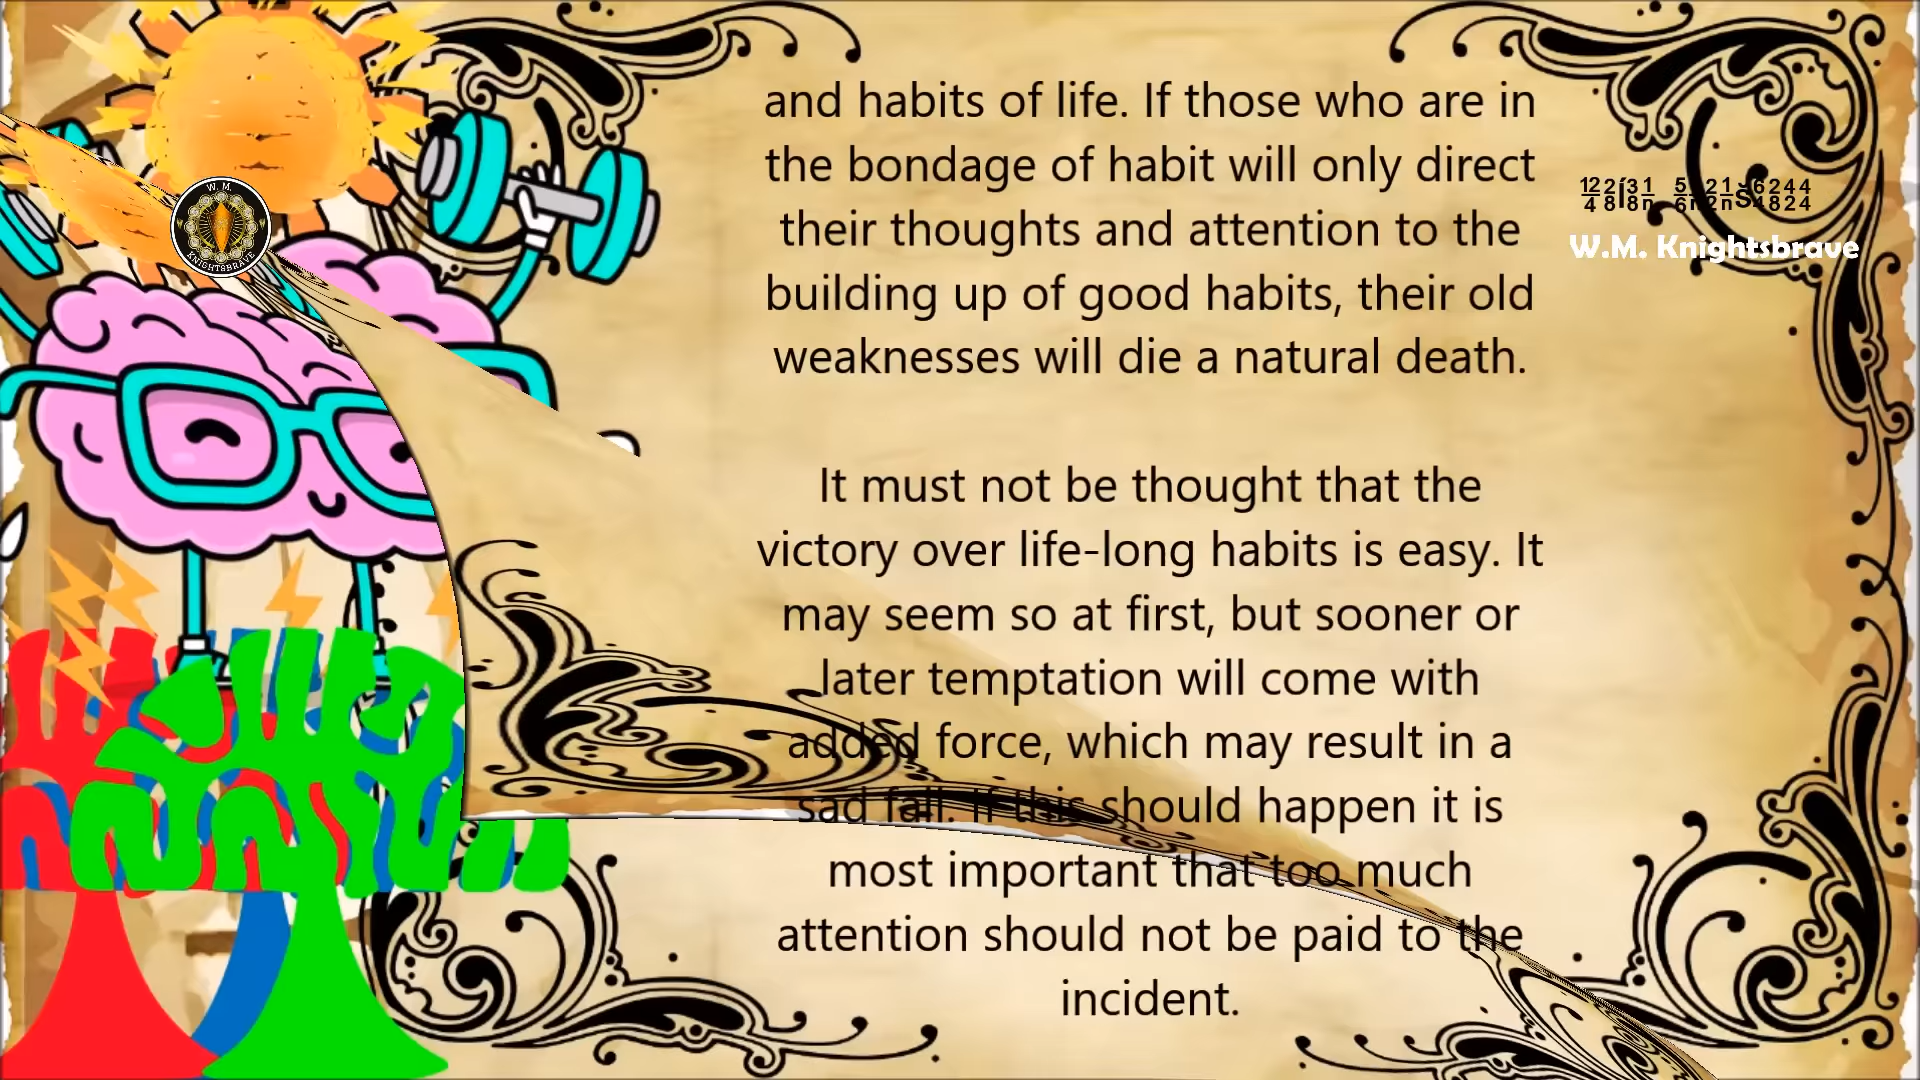 and habits of life. If those who are in
the bondage of habit will only direct
their thoughts and attention to the
building up of good habits, their old
weaknesses will die a natural death.
It must not be thought that the
victory over life-long habits is easy. It
may seem so at first, but sooner or
later temptation will come with
added force, which may result in a
sad fall. If this should happen it is
most important that too much
attention should not be paid to the
incident.
W.M. Knightsbrave
W. M.
KNIGHTSBRAVE